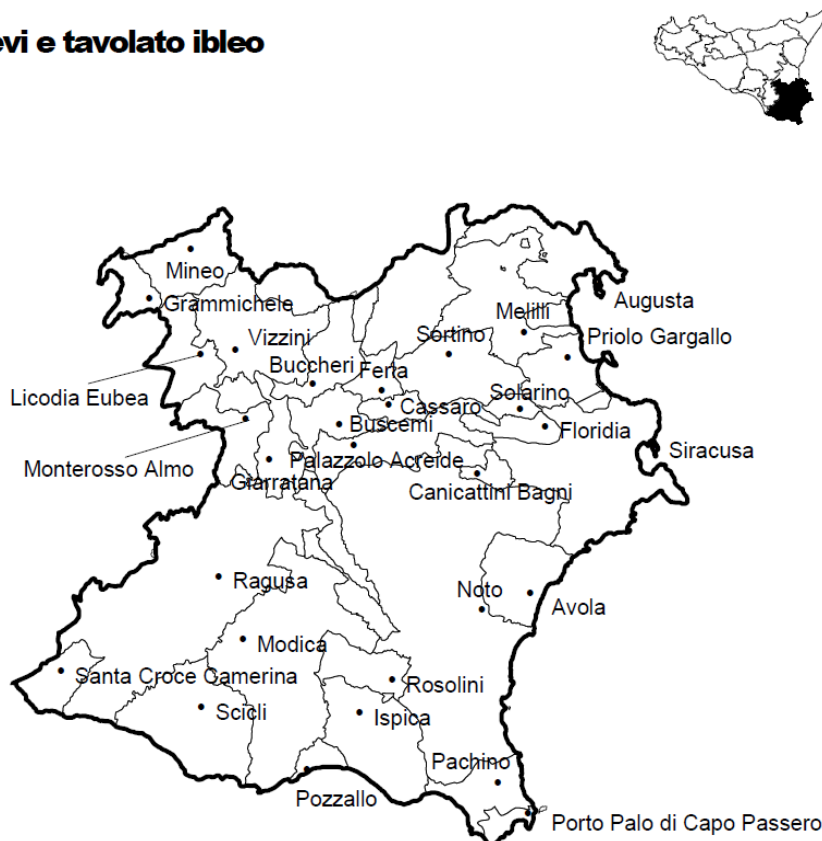 evi e tavolato ibleo
Mineo
Grammichele
Augusta
Melilli
Vizzini
Sortino
Priolo Gargallo
Buccheri
Ferla
Licodia Eubea
Solarino
Cassaro
Buscemi
Floridia
Siracusa
Monterosso Almo
Palazzolo Acreide
Giarratana
Canicattini Bagni
Ragusa
Noto
Avola
Modica
Santa Croce Camerina
Rosolini
Scicli
Ispica
Pachino
Pozzallo
Porto Palo di Capo Passero